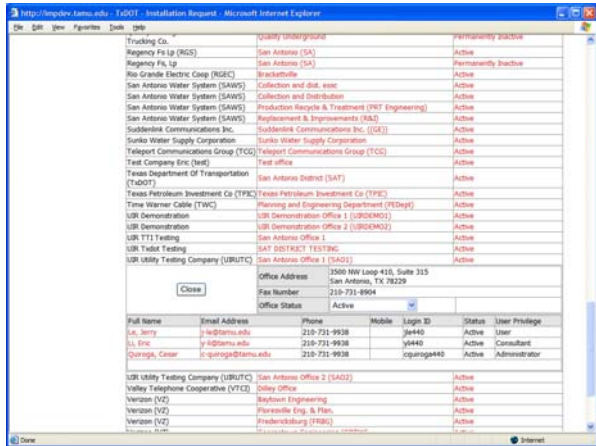 http://impdev.tamu.edu - TxDOT - Installation Request - Microsoft Internet Explorer
File Edit View Favorites Tools Help
Trucking Co. Quality Underground Permanently Inactive
Regency Fs Lp (RGS) San Antonio (SA) Active
Regency Fs, Lp San Antonio (SA) Permanently Inactive
Rio Grande Electric Coop (RGEC) Brackettville Active
San Antonio Water System (SAWS) Collection and dist. essc Active
San Antonio Water System (SAWS) Collection and Distribution Active
San Antonio Water System (SAWS) Production Recycle & Treatment (PRT Engineering) Active
San Antonio Water System (SAWS) Replacement & Improvements (R&I) Active
Suddenlink Communications Inc. Suddenlink Communications Inc. ((GE)) Active
Sunko Water Supply Corporation Sunko Water Supply Corporation Active
Teleport Communications Group (TCG) Teleport Communications Group (TCG) Active
Test Company Eric (test) Test office Active
Texas Department Of Transportation
(TxDOT) San Antonio District (SAT) Active
Texas Petroleum Investment Co (TPIC) Texas Petroleum Investment Co (TPIC) Active
Time Warner Cable (TWC) Planning and Engineering Department (PEDept) Active
UIR Demonstration UIR Demonstration Office 1 (UIRDEMO1) Active
UIR Demonstration UIR Demonstration Office 2 (UIRDEMO2) Active
UIR TTI Testing San Antonio Office 1 Active
UIR Txdot Testing SAT DISTRICT TESTING Active
UIR Utility Testing Company (UIRUTC) San Antonio Office 1 (SAO1) Active
Office Address 3500 NW Loop 410, Suite 315
San Antonio, TX 78229
Close
Fax Number 210-731-8904
Office Status Active
Full Name Email Address Phone Mobile Login ID Status User Privilege
Le, Jerry y-le@tamu.edu 210-731-9938 jle440 Active User
Li, Eric y-li@tamu.edu 210-731-9938 yli440 Active Consultant
Quiroga, Cesar c-quiroga@tamu.edu 210-731-9938 cquiroga440 Active Administrator
UIR Utility Testing Company (UIRUTC) San Antonio Office 2 (SAO2) Active
Valley Telephone Cooperative (VTCI) Dilley Office Active
Verizon (VZ) Baytown Engineering Active
Verizon (VZ) Floresville Eng. & Plan. Active
Verizon (VZ) Fredericksburg (FRBG) Active
Done Internet